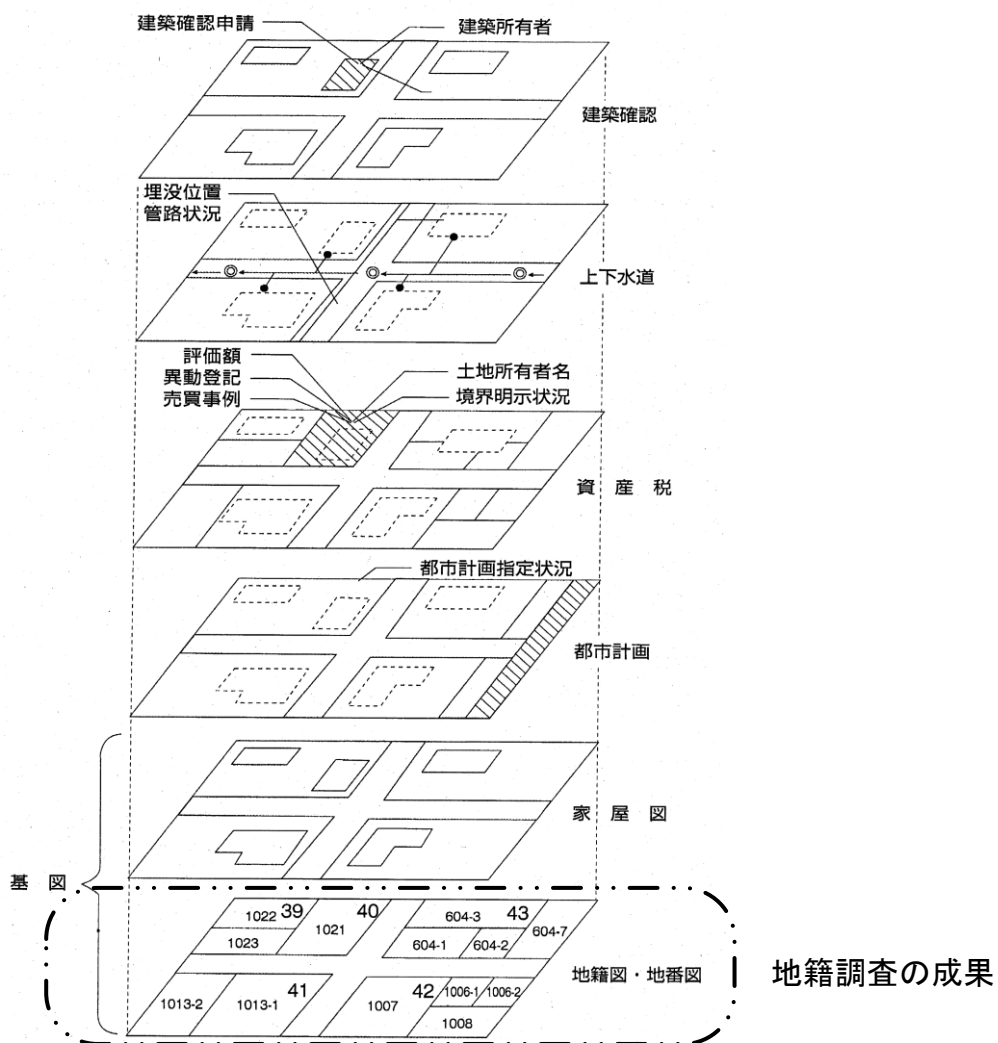 建築確認申請
建築所有者
建築確認
埋没位置
管路状況
上下水道
評価額
異動登記
売買事例
土地所有者名
境界明示状況
資産税
都市計画指定状況
都市計画
家屋図
基図
1022
39
1023
1021
40
604-3
43
604-1
604-2
604-7
地籍図・地番図
地籍調査の成果
1013-2
1013-1
41
1007
42
1006-1
1006-2
1008